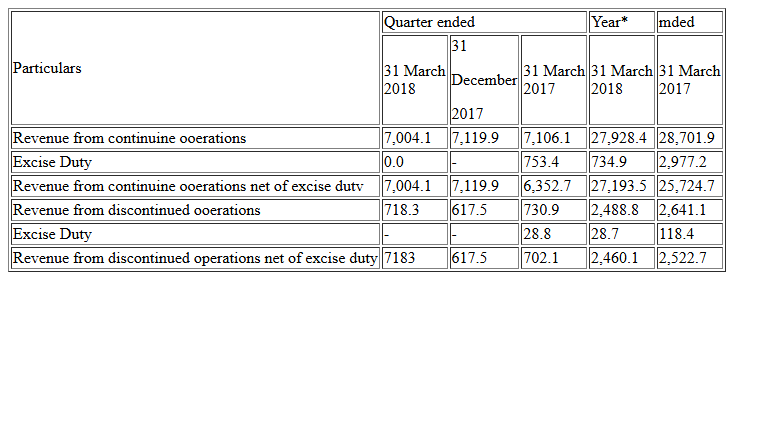 Particulars Quarter ended Year* mded
31 March 2018 31 December 2017 31 March 2017 31 March 2018 31 March 2017
Revenue from continuine ooerations 7,004.1 7,119.9 7,106.1 27,928.4 28,701.9
Excise Duty 0.0 - 753.4 734.9 2,977.2
Revenue from continuine ooerations net of excise dutv 7,004.1 7,119.9 6,352.7 27,193.5 25,724.7
Revenue from discontinued ooerations 718.3 617.5 730.9 2,488.8 2,641.1
Excise Duty - - 28.8 28.7 118.4
Revenue from discontinued operations net of excise duty 7183 617.5 702.1 2,460.1 2,522.7